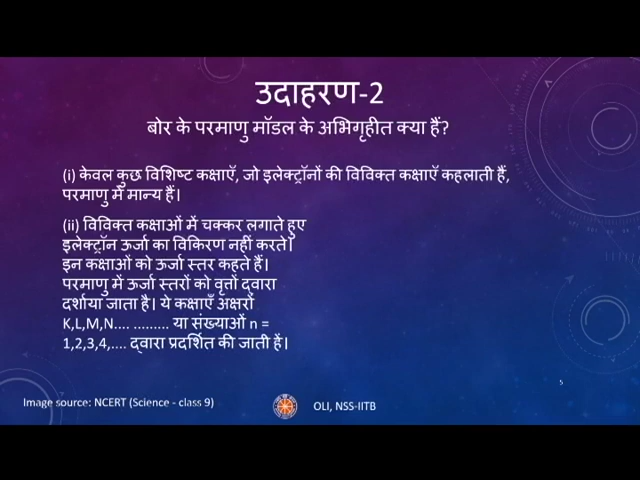 उदाहरण-2
बोर के परमाणु मॉडल के अभिगृहीत क्या हैं?
(i) केवल कुछ विशिष्ट कक्षाएँ, जो इलेक्ट्रॉनों की विविक्त कक्षाएँ कहलाती हैं,
परमाणु में मान्य हैं।
(ii) विविक्त कक्षाओं में चक्कर लगाते हुए
इलेक्ट्रॉन ऊर्जा का विकिरण नहीं करते।
इन कक्षाओं को ऊर्जा स्तर कहते हैं।
परमाणु में ऊर्जा स्तरों को वृत्तों द्वारा
दर्शाया जाता है। ये कक्षाएँ अक्षरों
K,L,M,N.... ......... या संख्याओं n =
1,2,3,4,.... द्वारा प्रदर्शित की जाती हैं।
5
Image source: NCERT (Science - class 9)
OLI, NSS-IITB